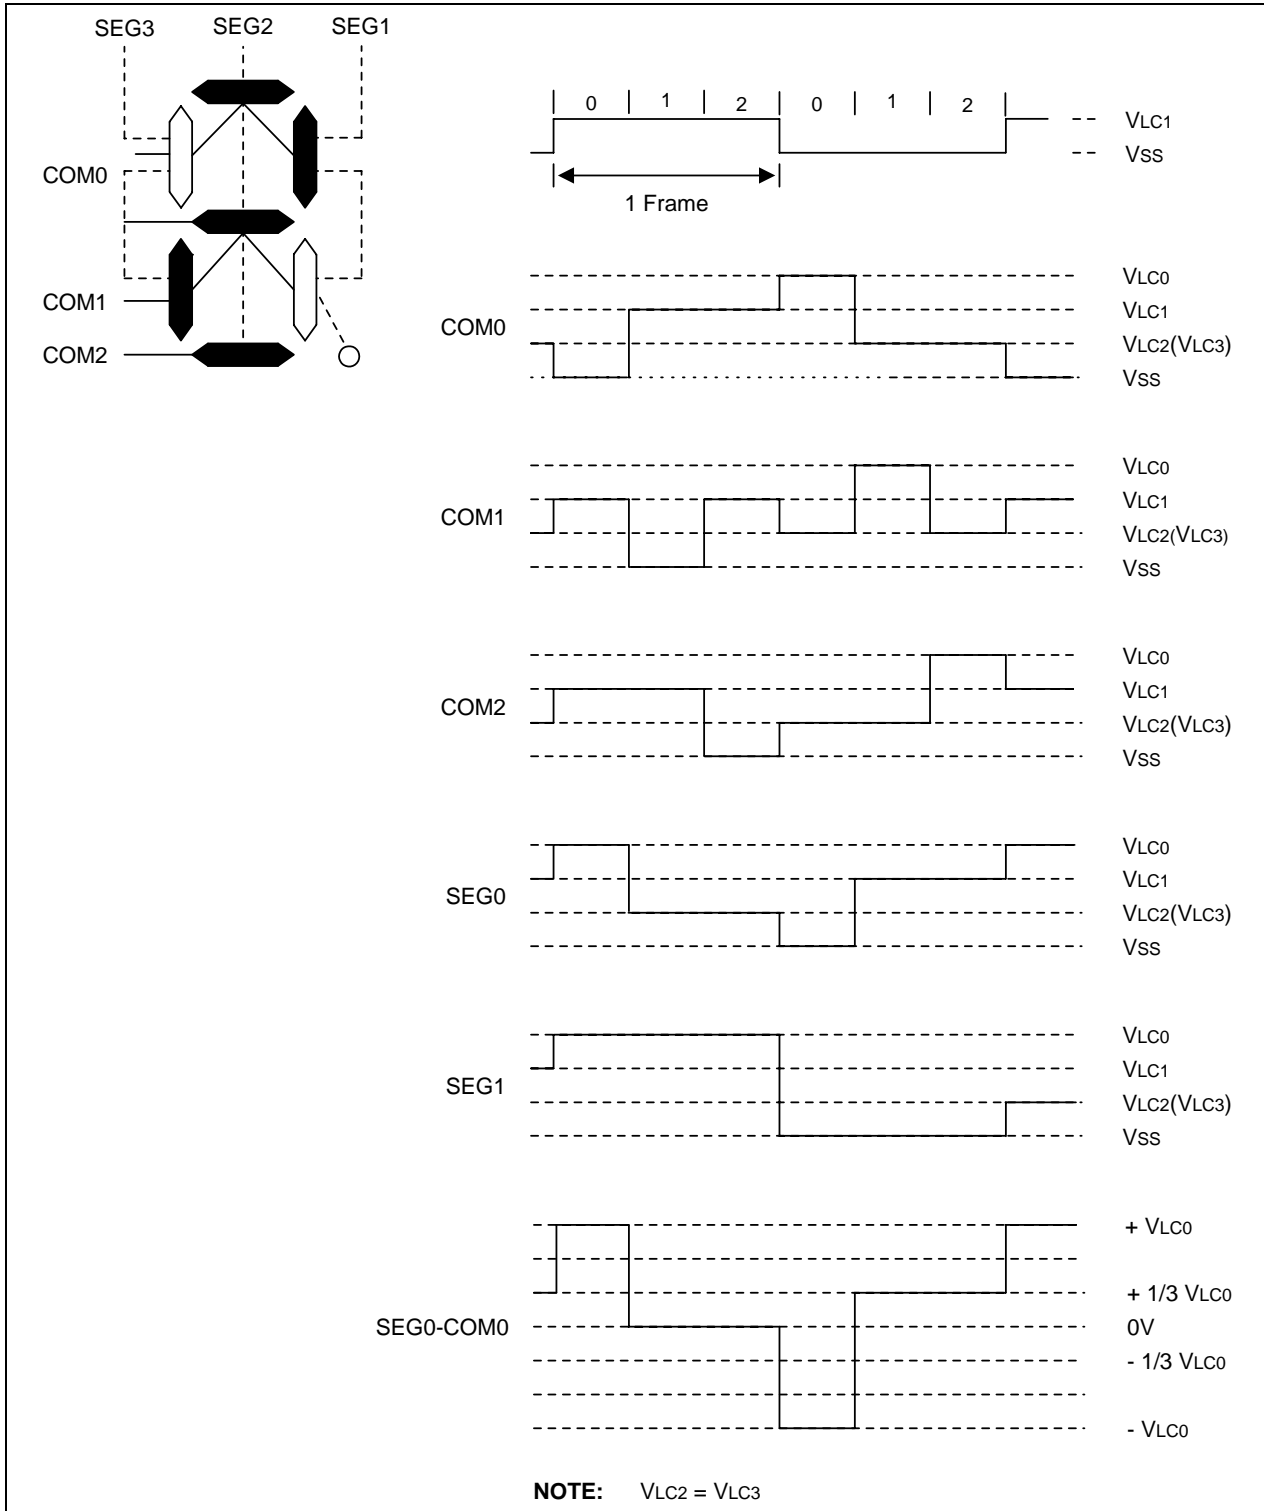 SEG3 SEG2 SEG1
COM0
COM1
COM2
0 1 2 0 1 2
VLC1
VSS
1 Frame
COM0
VLC0
VLC1
VLC2(VLC3)
VSS
COM1
VLC0
VLC1
VLC2(VLC3)
VSS
COM2
VLC0
VLC1
VLC2(VLC3)
VSS
SEG0
VLC0
VLC1
VLC2(VLC3)
VSS
SEG1
VLC0
VLC1
VLC2(VLC3)
VSS
SEG0-COM0
+ VLC0
+ 1/3 VLC0
0V
- 1/3 VLC0
- VLC0
NOTE: VLC2 = VLC3